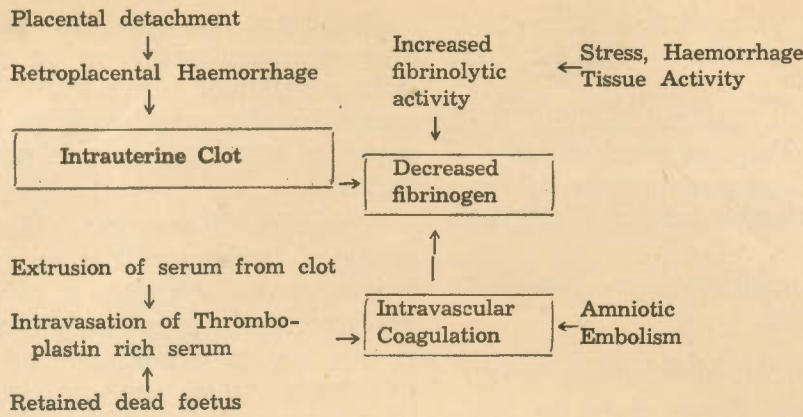 Placental detachment
↓
Retroplacental Haemorrhage
↓
Intrauterine Clot
→
Increased
fibrinolytic
activity
←
Stress, Haemorrhage
Tissue Activity
↓
Decreased
fibrinogen
↑
Extrusion of serum from clot
↓
Intravasation of Thrombo-
plastin rich serum
→
↑
Retained dead foetus
Intravascular
Coagulation
←
Amniotic
Embolism